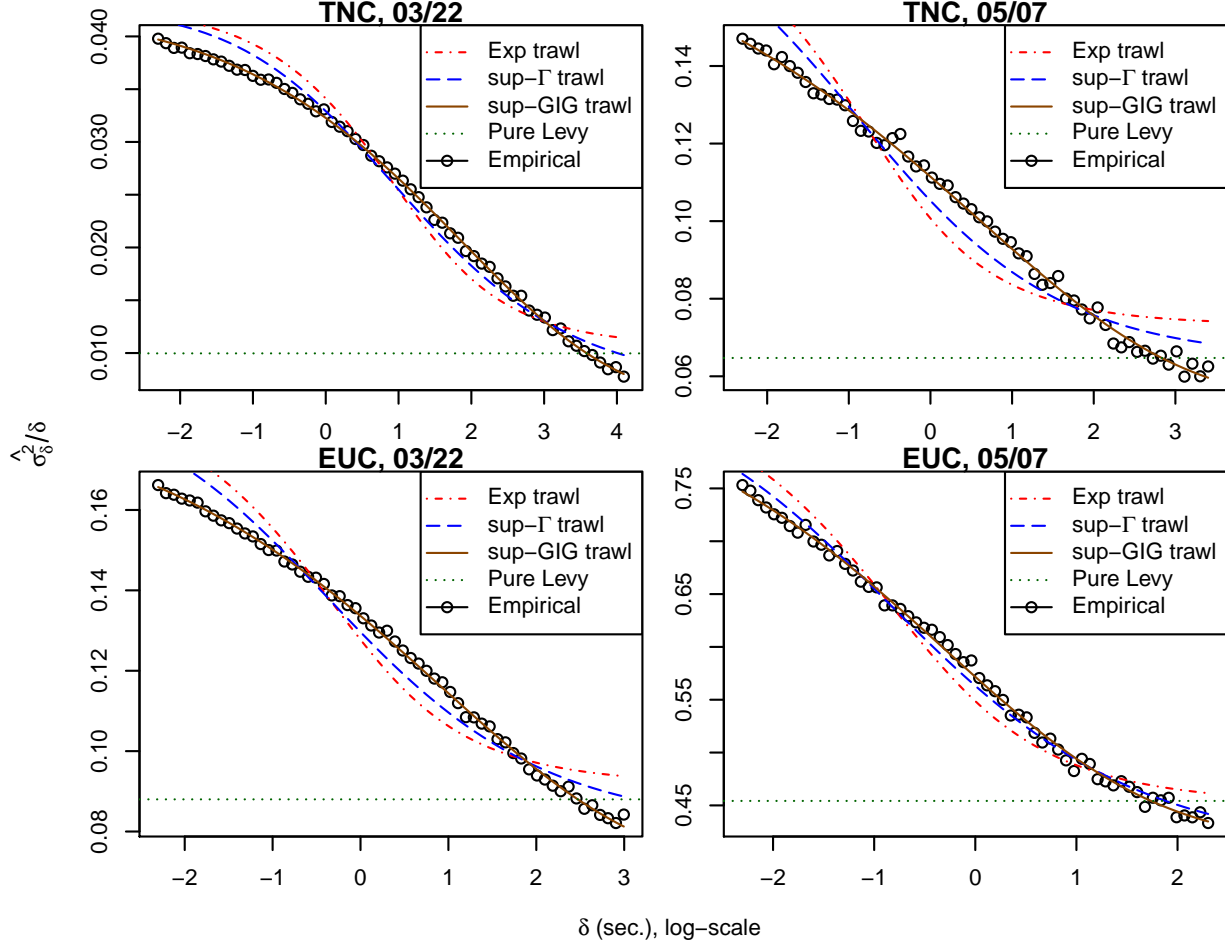 TNC, 03/22
0.040
0.030
0.020
0.010
Exp trawl
sup−Γ trawl
sup−GIG trawl
Pure Levy
Empirical
−2 −1 0 1 2 3 4
TNC, 05/07
0.14
0.12
0.10
0.08
0.06
Exp trawl
sup−Γ trawl
sup−GIG trawl
Pure Levy
Empirical
−2 −1 0 1 2 3
σ̂²δ/δ
EUC, 03/22
0.16
0.14
0.12
0.10
0.08
Exp trawl
sup−Γ trawl
sup−GIG trawl
Pure Levy
Empirical
−2 −1 0 1 2 3
EUC, 05/07
0.75
0.65
0.55
0.45
Exp trawl
sup−Γ trawl
sup−GIG trawl
Pure Levy
Empirical
−2 −1 0 1 2
δ (sec.), log−scale